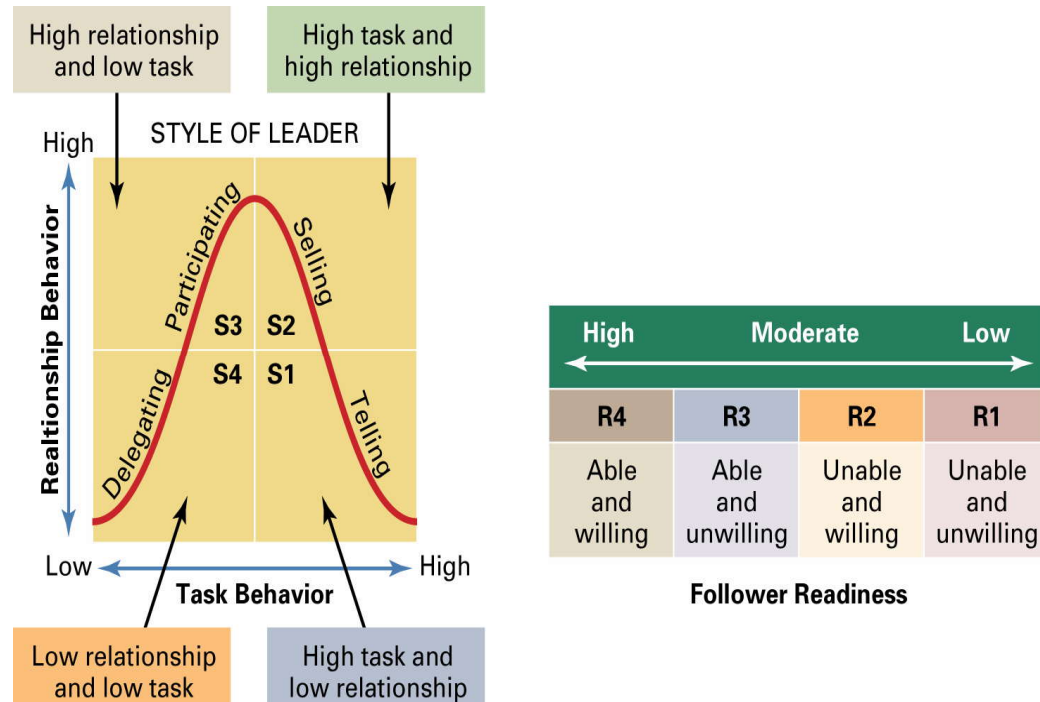 High relationship
and low task
High task and
high relationship
STYLE OF LEADER
High
Realtionship Behavior
Participating
Selling
S3
S2
S4
S1
Delegating
Telling
Low
High
Task Behavior
Low relationship
and low task
High task and
low relationship
High
Moderate
Low
R4
R3
R2
R1
Able
and
willing
Able
and
unwilling
Unable
and
willing
Unable
and
unwilling
Follower Readiness